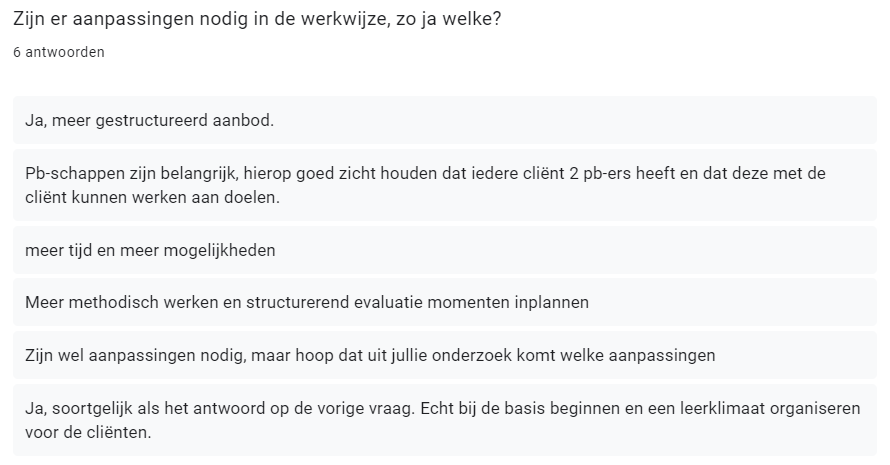 Zijn er aanpassingen nodig in de werkwijze, zo ja welke?
6 antwoorden
Ja, meer gestructureerd aanbod.
Pb-schappen zijn belangrijk, hierop goed zicht houden dat iedere cliënt 2 pb-ers heeft en dat deze met de
cliënt kunnen werken aan doelen.
meer tijd en meer mogelijkheden
Meer methodisch werken en structurerend evaluatie momenten inplannen
Zijn wel aanpassingen nodig, maar hoop dat uit jullie onderzoek komt welke aanpassingen
Ja, soortgelijk als het antwoord op de vorige vraag. Echt bij de basis beginnen en een leerklimaat organiseren
voor de cliënten.